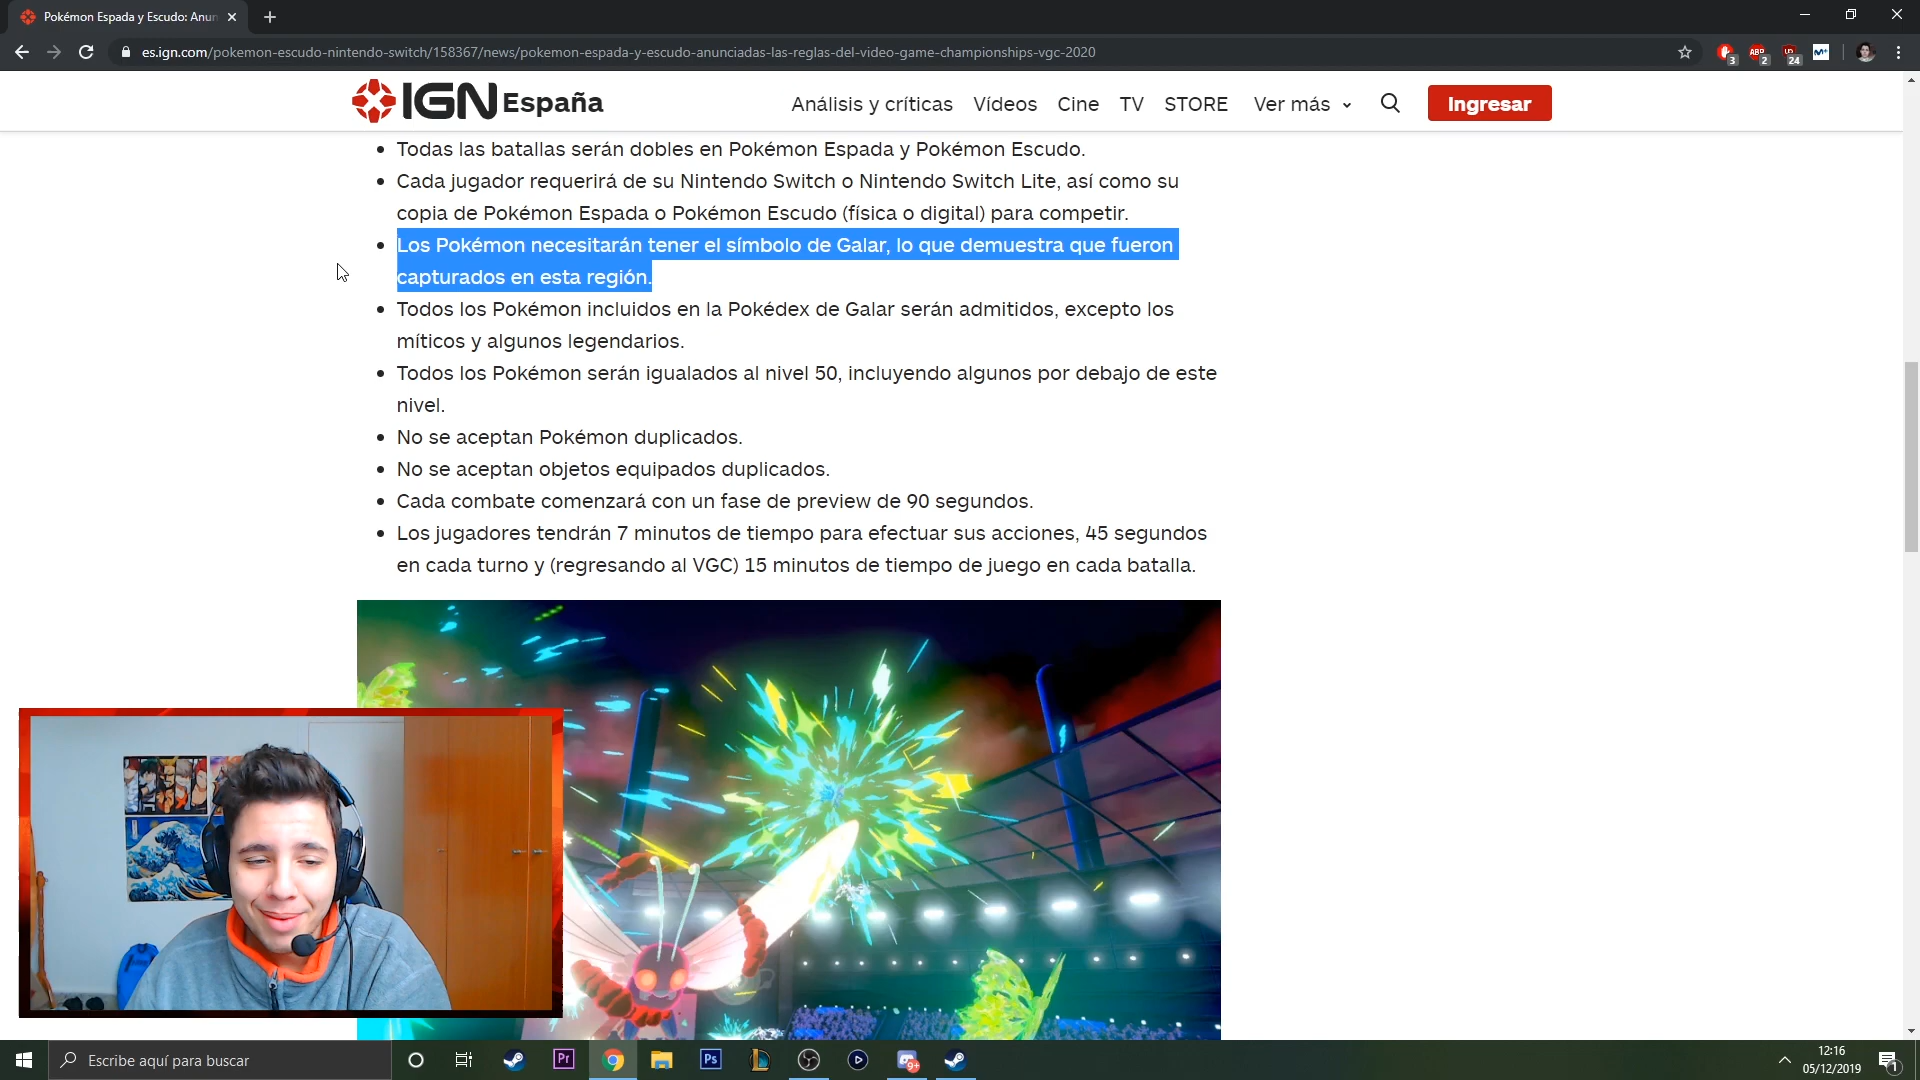 Pokémon Espada y Escudo: Anun
es.ign.com/pokemon-escudo-nintendo-switch/158367/news/pokemon-espada-y-escudo-anunciadas-las-reglas-del-video-game-championships-vgc-2020
3
ABP
2
24
IGN España
Análisis y críticas
Vídeos
Cine
TV
STORE
Ver más
Ingresar
Todas las batallas serán dobles en Pokémon Espada y Pokémon Escudo.
Cada jugador requerirá de su Nintendo Switch o Nintendo Switch Lite, así como su
copia de Pokémon Espada o Pokémon Escudo (física o digital) para competir.
Los Pokémon necesitarán tener el símbolo de Galar, lo que demuestra que fueron
capturados en esta región.
Todos los Pokémon incluidos en la Pokédex de Galar serán admitidos, excepto los
míticos y algunos legendarios.
Todos los Pokémon serán igualados al nivel 50, incluyendo algunos por debajo de este
nivel.
No se aceptan Pokémon duplicados.
No se aceptan objetos equipados duplicados.
Cada combate comenzará con un fase de preview de 90 segundos.
Los jugadores tendrán 7 minutos de tiempo para efectuar sus acciones, 45 segundos
en cada turno y (regresando al VGC) 15 minutos de tiempo de juego en cada batalla.
Escribe aquí para buscar
Pr
Ps
L
9+
12:16
05/12/2019
1